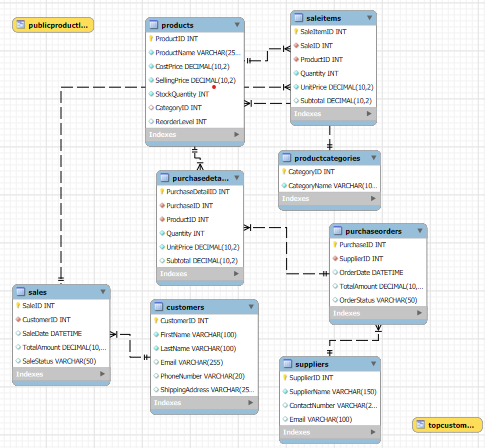 publicproductl...
products
ProductID INT
ProductName VARCHAR(25...
CostPrice DECIMAL(10,2)
SellingPrice DECIMAL(10,2)
StockQuantity INT
CategoryID INT
ReorderLevel INT
Indexes
saleitems
SaleItemID INT
SaleID INT
ProductID INT
Quantity INT
UnitPrice DECIMAL(10,2)
Subtotal DECIMAL(10,2)
Indexes
productcategories
CategoryID INT
CategoryName VARCHAR(10...
Indexes
purchasedeta...
PurchaseDetailID INT
PurchaseID INT
ProductID INT
Quantity INT
UnitPrice DECIMAL(10,2)
Subtotal DECIMAL(10,2)
Indexes
purchaseorders
PurchaseID INT
SupplierID INT
OrderDate DATETIME
TotalAmount DECIMAL(10,...
OrderStatus VARCHAR(50)
Indexes
sales
SaleID INT
CustomerID INT
SaleDate DATETIME
TotalAmount DECIMAL(10,...
SaleStatus VARCHAR(50)
Indexes
customers
CustomerID INT
FirstName VARCHAR(100)
LastName VARCHAR(100)
Email VARCHAR(255)
PhoneNumber VARCHAR(20)
ShippingAddress VARCHAR(25...
Indexes
suppliers
SupplierID INT
SupplierName VARCHAR(150)
ContactNumber VARCHAR(2...
Email VARCHAR(100)
Indexes
topcustom...